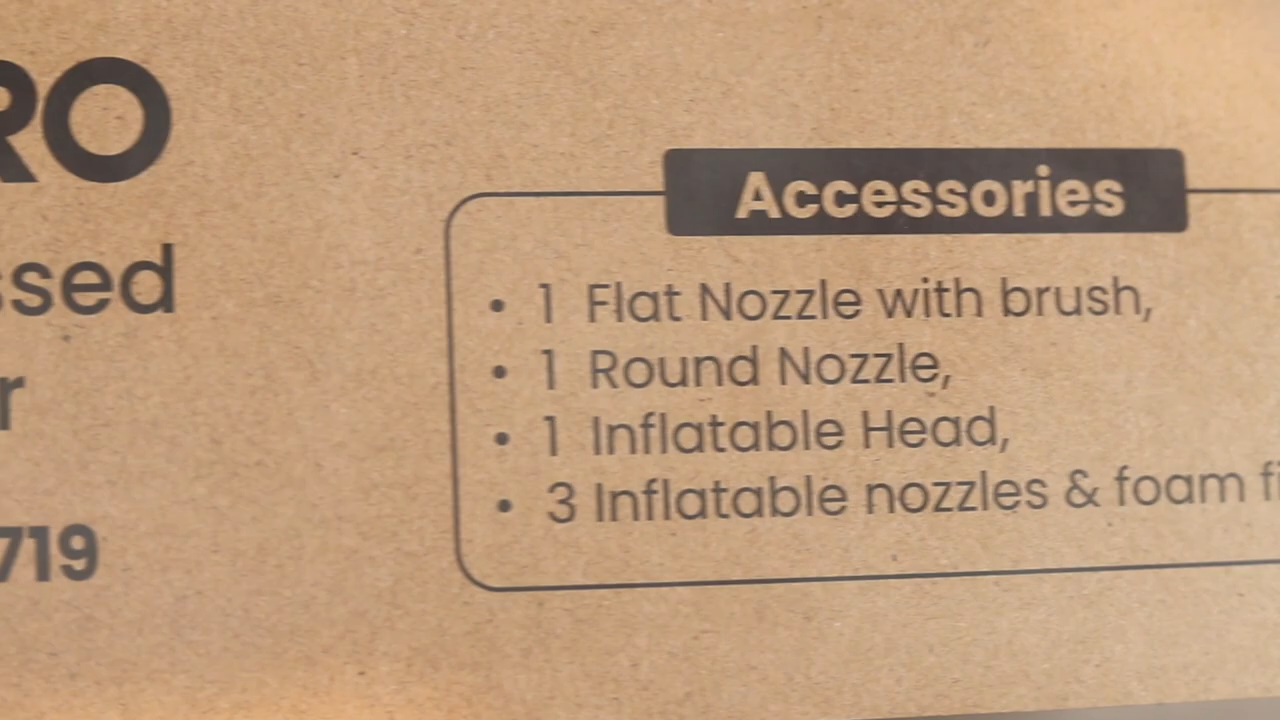 RO
ssed
r
719
Accessories
• 1 Flat Nozzle with brush,
• 1 Round Nozzle,
• 1 Inflatable Head,
• 3 Inflatable nozzles & foam fi